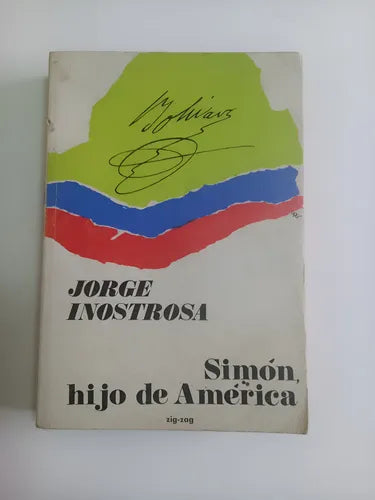 Bolívar
JORGE
INOSTROSA
Simón,
hijo de América
zig-zag